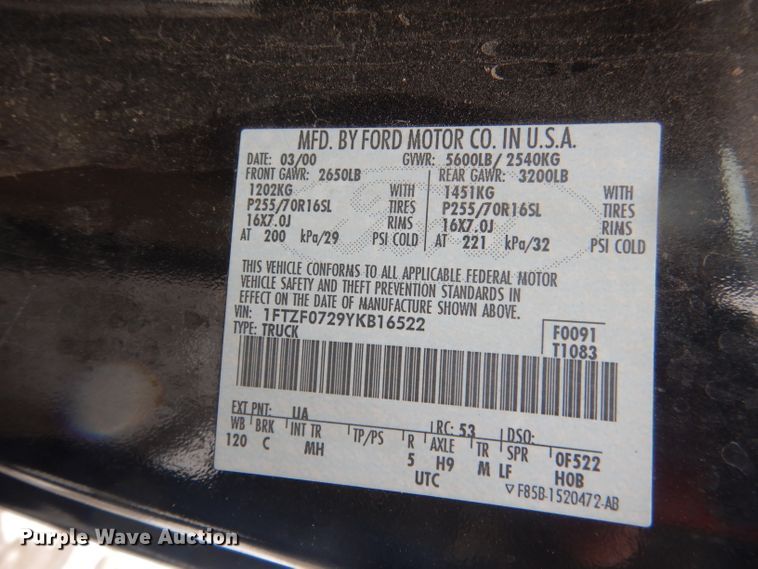 MFD. BY FORD MOTOR CO. IN U.S.A.
DATE: 03/00 GVWR: 5600LB/ 2540KG
FRONT GAWR: 2650LB REAR GAWR: 3200LB
1202KG WITH 1451KG WITH
P255/70R16SL TIRES P255/70R16SL TIRES
16X7.0J RIMS 16X7.0J RIMS
AT 200 kPa/29 PSI COLD AT 221 kPa/32 PSI COLD
THIS VEHICLE CONFORMS TO ALL APPLICABLE FEDERAL MOTOR
VEHICLE SAFETY AND THEFT PREVENTION STANDARDS IN
EFFECT ON THE DATE OF MANUFACTURE SHOWN ABOVE.
VIN: 1FTZF0729YKB16522 F0091
TYPE: TRUCK T1083
EXT PNT: UA RC: 53 DSO:
WB BRK INT TR TP/PS R AXLE TR SPR 0F522
120 C MH 5 H9 M LF HOB
UTC
F85B-1520472-AB
Purple Wave Auction